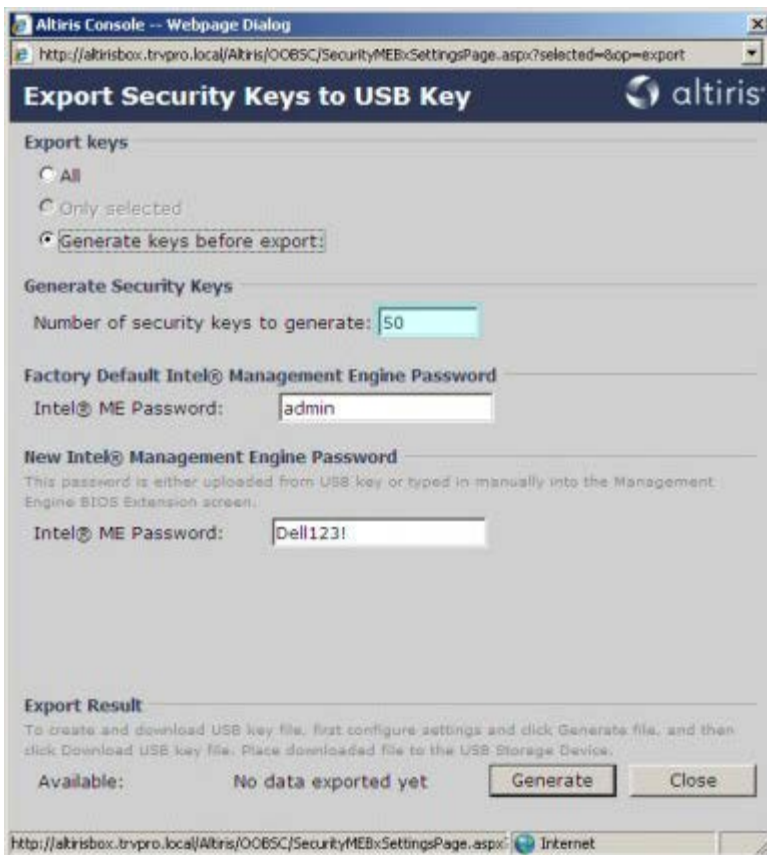 Altiris Console -- Webpage Dialog
http://altirisbox.trvpro.local/Altiris/OOBSC/SecurityMEBxSettingsPage.aspx?selected=&op=export
Export Security Keys to USB Key
altiris
Export keys
All
Only selected
Generate keys before export:
Generate Security Keys
Number of security keys to generate: 50
Factory Default Intel® Management Engine Password
Intel® ME Password: admin
New Intel® Management Engine Password
This password is either uploaded from USB key or typed in manually into the Management
Engine BIOS Extension screen.
Intel® ME Password: Dell123!
Export Result
To create and download USB key file, first configure settings and click Generate file, and then
click Download USB key file. Place downloaded file to the USB Storage Device.
Available: No data exported yet Generate Close
http://altirisbox.trvpro.local/Altiris/OOBSC/SecurityMEBxSettingsPage.aspx? Internet